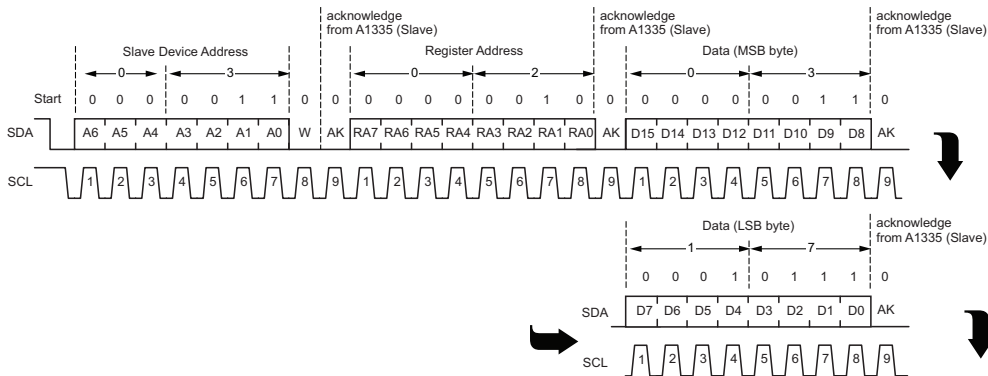 acknowledge
from A1335 (Slave)
acknowledge
from A1335 (Slave)
acknowledge
from A1335 (Slave)
Slave Device Address
Register Address
Data (MSB byte)
0 3 0 2 0 3
Start 0 0 0 0 0 1 1 0 0 0 0 0 0 0 0 1 0 0 0 0 0 0 0 0 1 1 0
SDA A6 A5 A4 A3 A2 A1 A0 W AK RA7 RA6 RA5 RA4 RA3 RA2 RA1 RA0 AK D15 D14 D13 D12 D11 D10 D9 D8 AK
SCL 1 2 3 4 5 6 7 8 9 1 2 3 4 5 6 7 8 9 1 2 3 4 5 6 7 8 9
Data (LSB byte)
acknowledge
from A1335 (Slave)
1 7
0 0 0 1 0 1 1 1 0
SDA D7 D6 D5 D4 D3 D2 D1 D0 AK
SCL 1 2 3 4 5 6 7 8 9